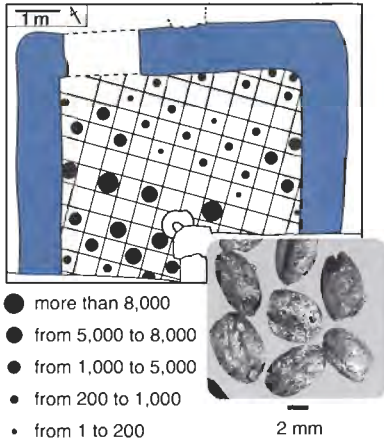 1 m
more than 8,000
from 5,000 to 8,000
from 1,000 to 5,000
from 200 to 1,000
from 1 to 200
2 mm